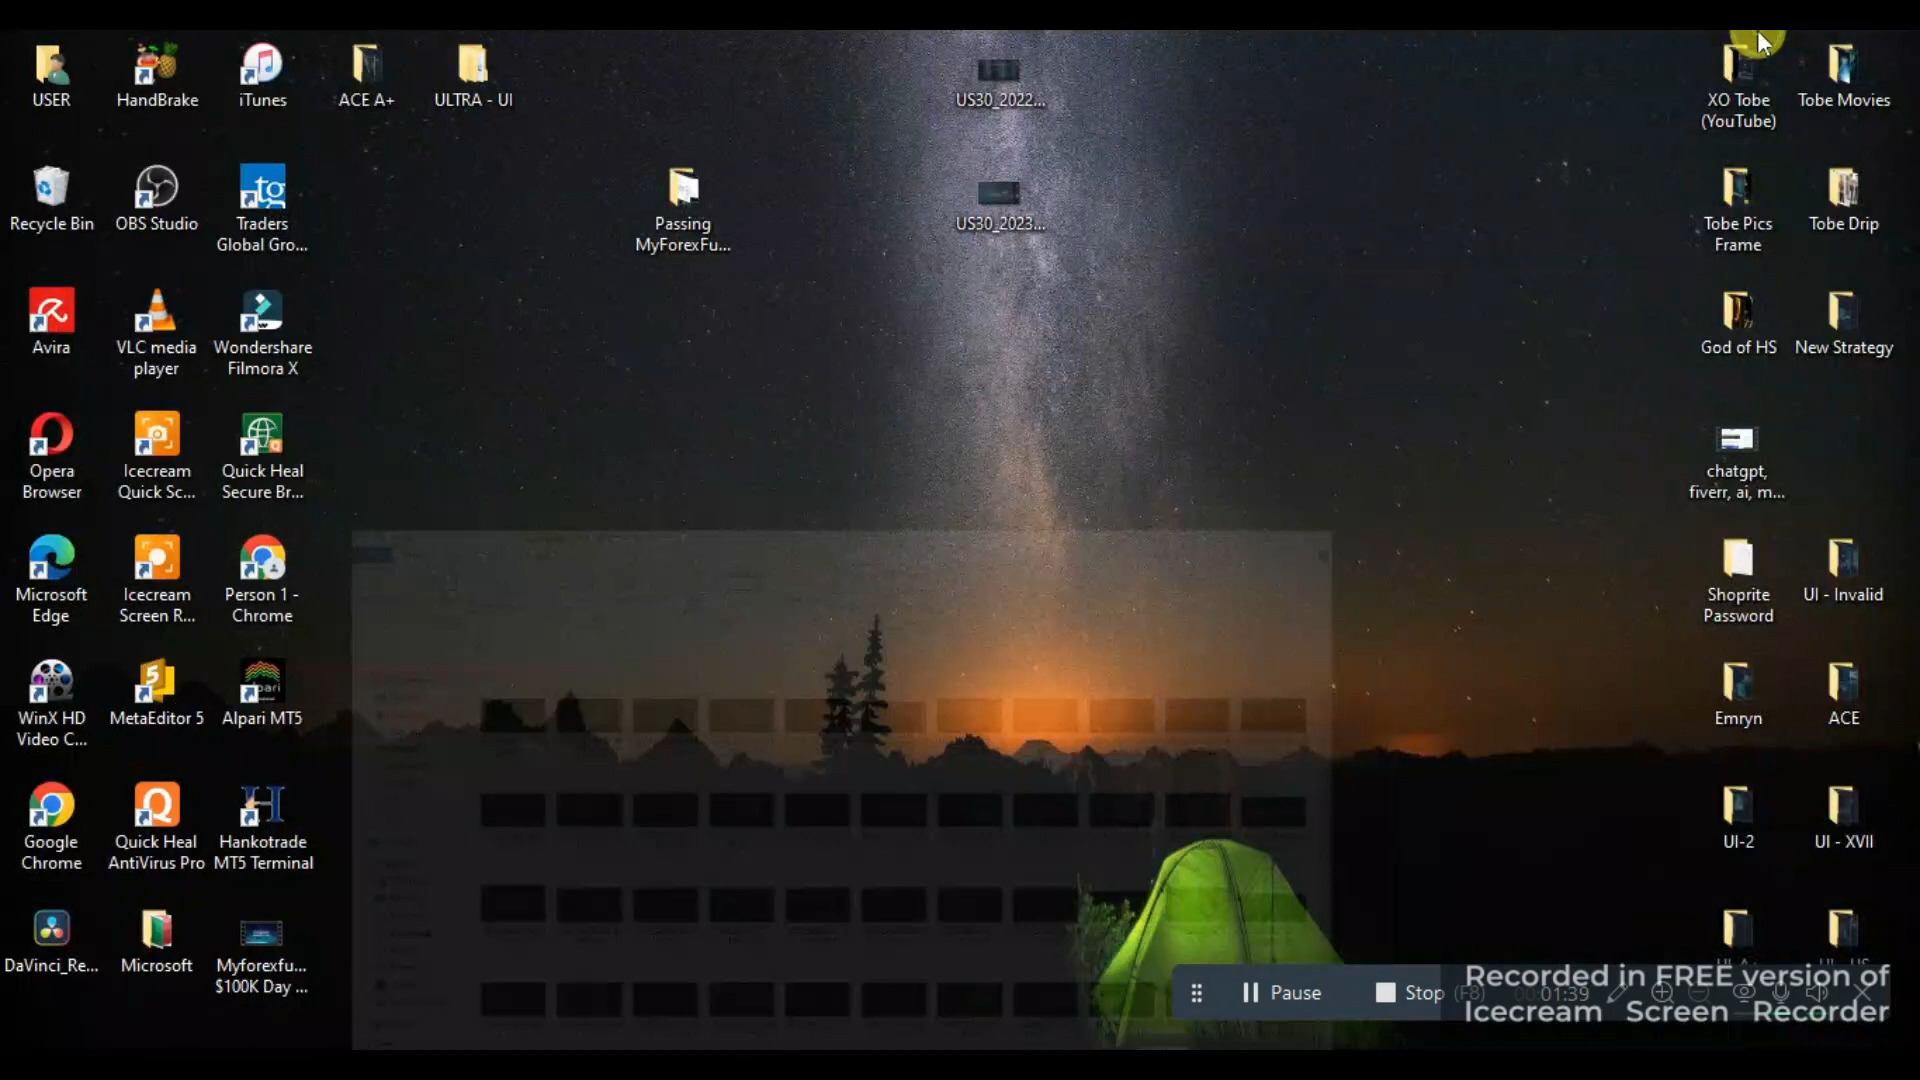 USER
HandBrake
iTunes
ACE A+
ULTRA - UI
US30_2022...
XO Tobe
(YouTube)
Tobe Movies
Recycle Bin
OBS Studio
Traders
Global Gro...
Passing
MyForexFu...
US30_2023...
Tobe Pics
Frame
Tobe Drip
Avira
VLC media
player
Wondershare
Filmora X
God of HS
New Strategy
Opera
Browser
Icecream
Quick Sc...
Quick Heal
Secure Br...
chatgpt,
fiverr, ai, m...
Microsoft
Edge
Icecream
Screen R...
Person 1 -
Chrome
Shoprite
Password
UI - Invalid
WinX HD
Video C...
MetaEditor 5
Alpari MT5
Emryn
ACE
Google
Chrome
Quick Heal
AntiVirus Pro
Hankotrade
MT5 Terminal
UI-2
UI - XVII
DaVinci_Re...
Microsoft
Myforexfu...
$100K Day ...
Pause
Stop (F8)
00:01:39
Recorded in FREE version of
Icecream Screen Recorder